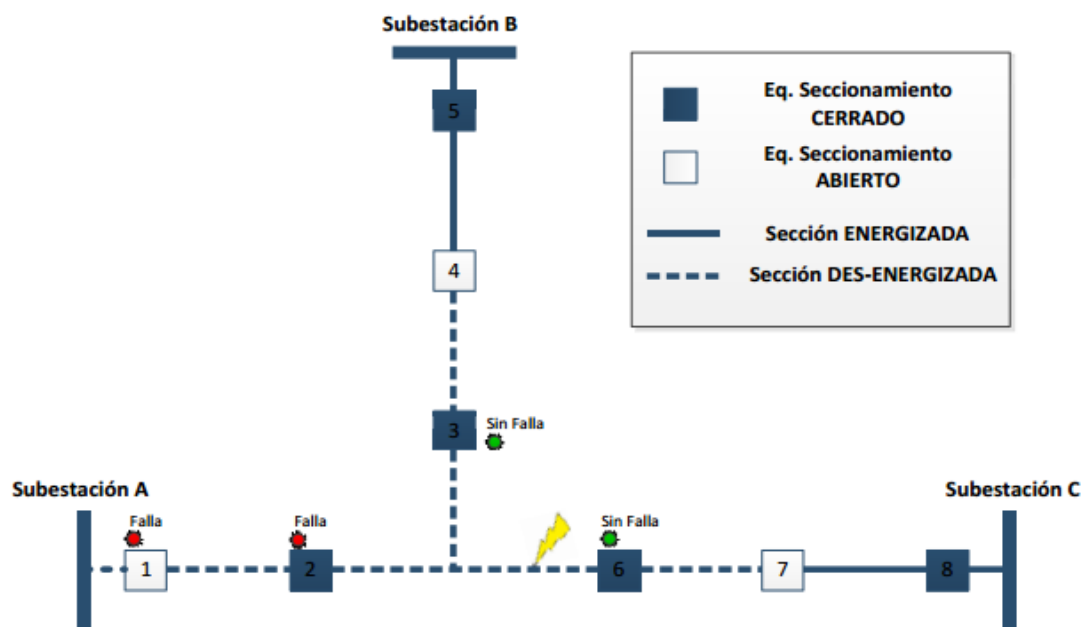 Subestación B
5
4
3
Sin Falla
Eq. Seccionamiento
CERRADO
Eq. Seccionamiento
ABIERTO
Sección ENERGIZADA
Sección DES-ENERGIZADA
Subestación A
Subestación C
Falla
Falla
Sin Falla
1
2
6
7
8